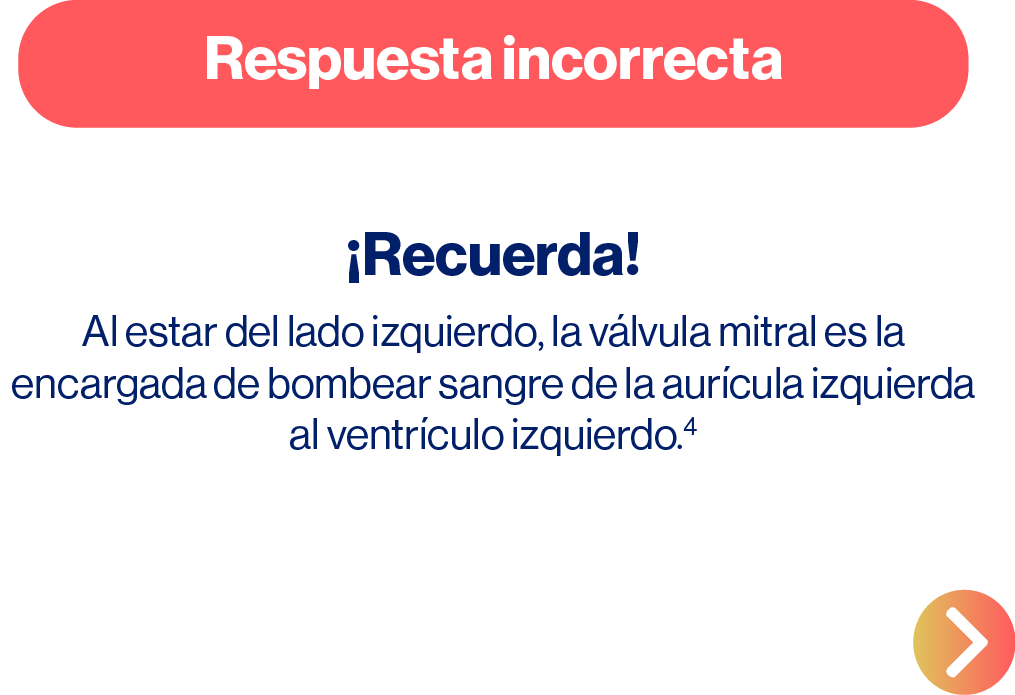 Respuesta incorrecta
¡Recuerda!
Al estar del lado izquierdo, la válvula mitral es la
encargada de bombear sangre de la aurícula izquierda
al ventrículo izquierdo.⁴